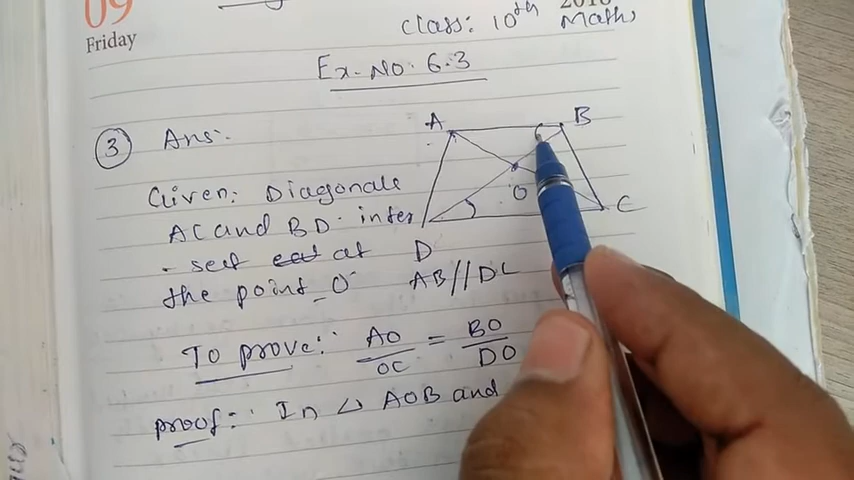 09
Friday
2018
Class: 10th Maths
Ex. No: 6.3
3 Ans:
A B
O C
D
Given: Diagonals
AC and BD inter
- sect at
the point O
AB//DC
To prove: AO/OC = BO/DO
proof: In △ AOB and